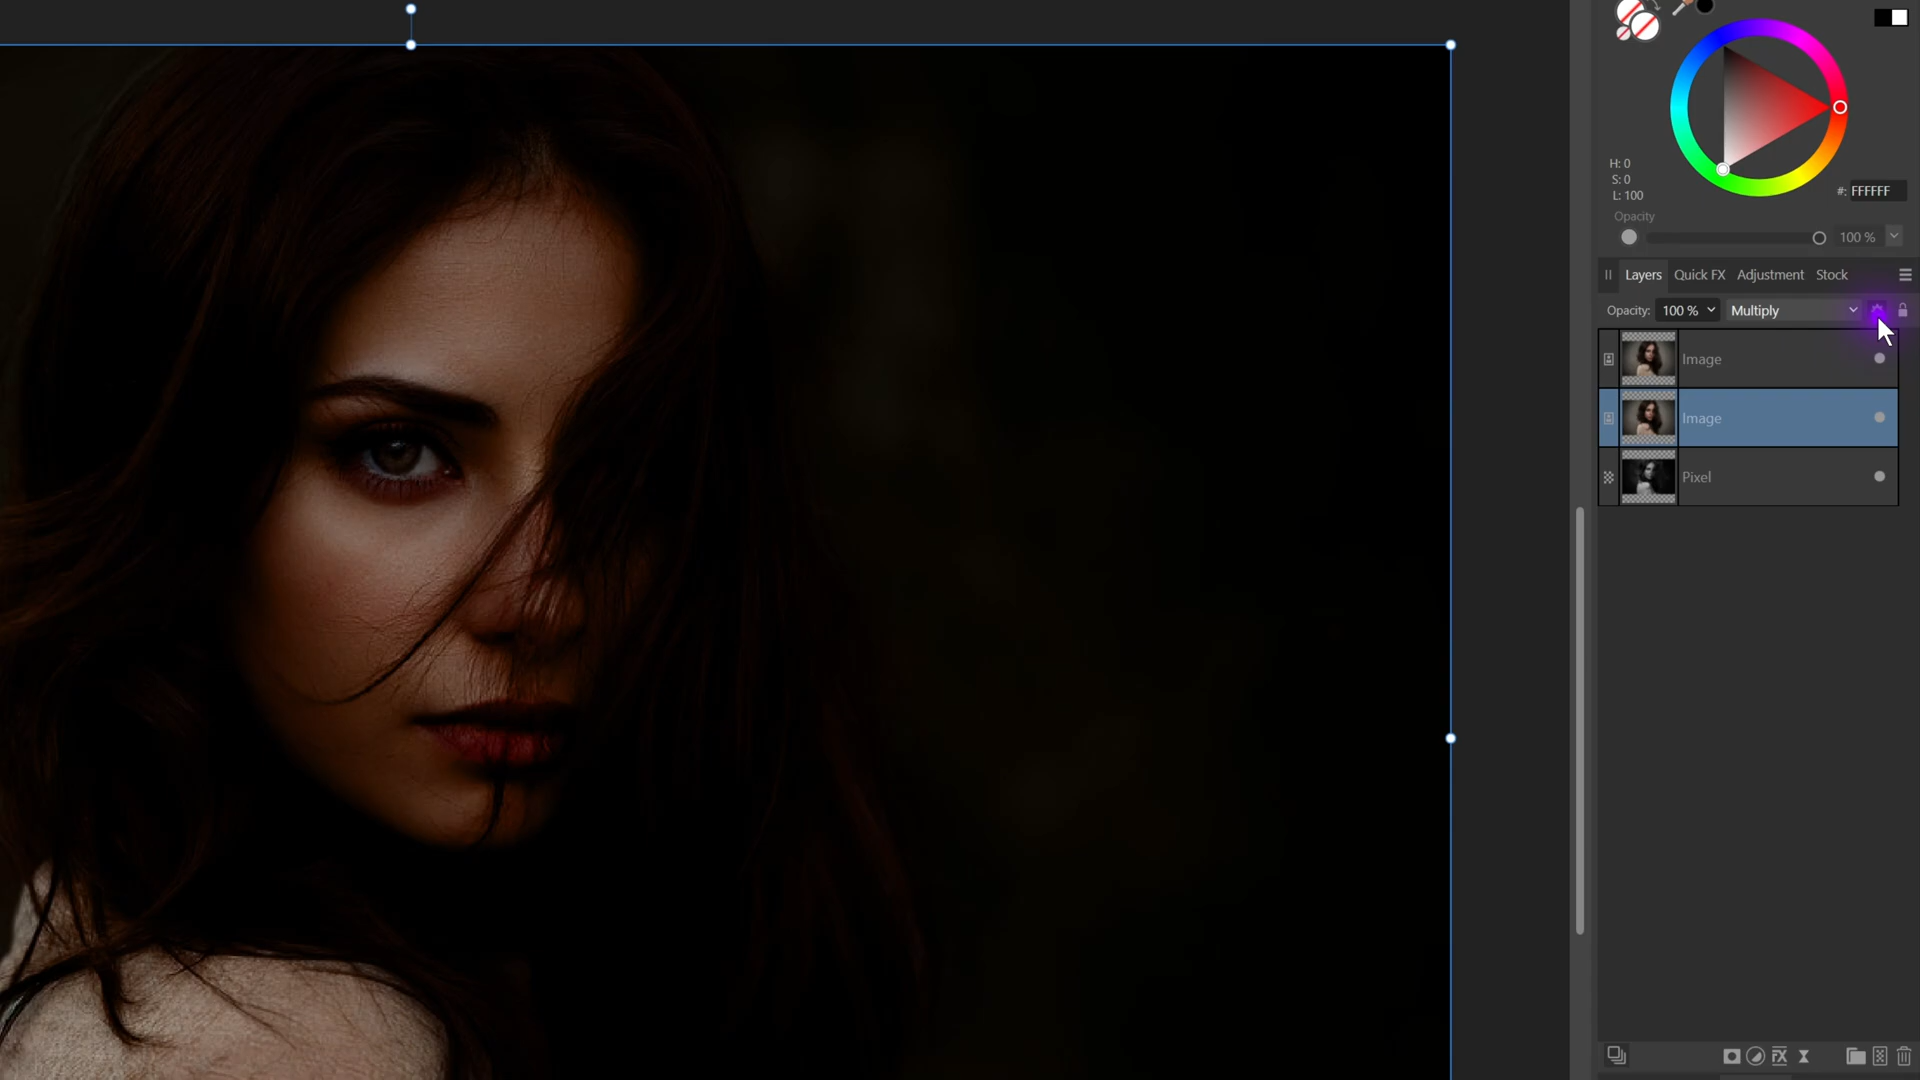 H: 0
S: 0
L: 100
#: FFFFFF
Opacity
100 %
Layers Quick FX Adjustment Stock
Opacity: 100 % Multiply
Image
Image
Pixel